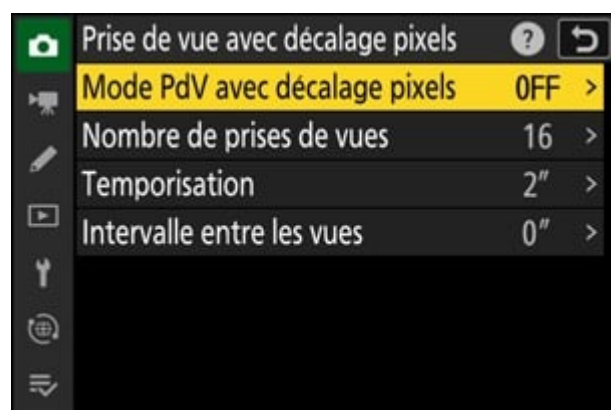 Prise de vue avec décalage pixels ?
Mode PdV avec décalage pixels OFF >
Nombre de prises de vues 16 >
Temporisation 2" >
Intervalle entre les vues 0" >